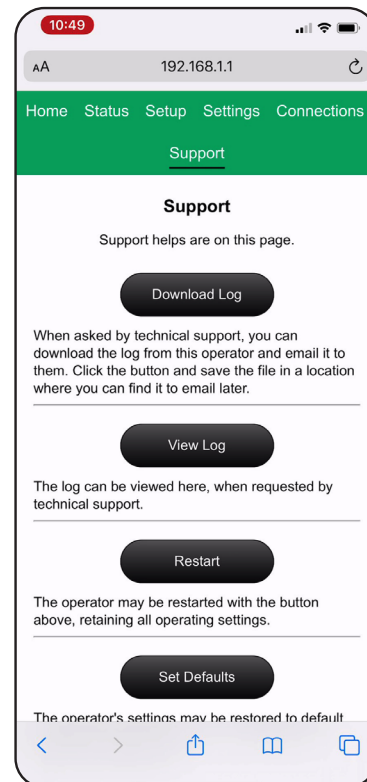 10:49
AA 192.168.1.1
Home Status Setup Settings Connections
Support
Support
Support helps are on this page.
Download Log
When asked by technical support, you can
download the log from this operator and email it to
them. Click the button and save the file in a location
where you can find it to email later.
View Log
The log can be viewed here, when requested by
technical support.
Restart
The operator may be restarted with the button
above, retaining all operating settings.
Set Defaults
The operator's settings may be restored to default